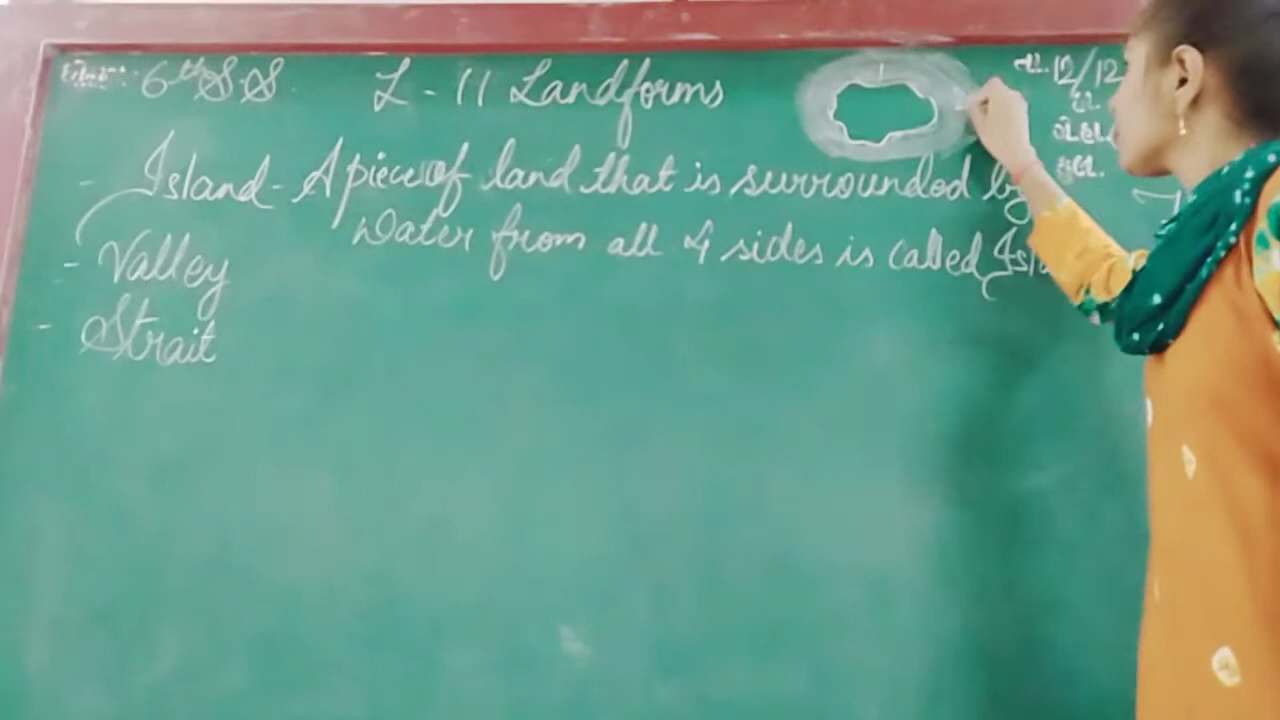 6th S.S. L - 11 Landforms
તા. 12/12
- Island - A piece of land that is surrounded by
Water from all 4 sides is called
- Valley
- Strait